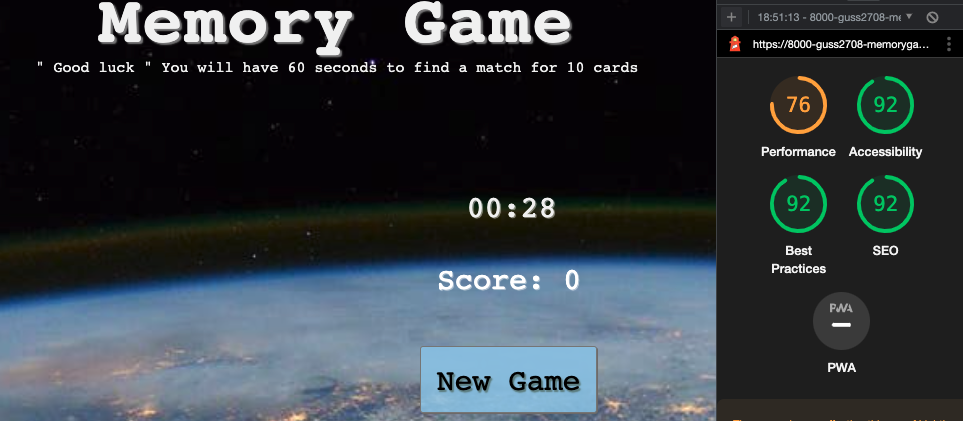 Memory Game
" Good luck " You will have 60 seconds to find a match for 10 cards
00:28
Score: 0
New Game
18:51:13 - 8000-guss2708-me
https://8000-guss2708-memoryga...
76
92
Performance
Accessibility
92
92
Best
Practices
SEO
PWA
PWA